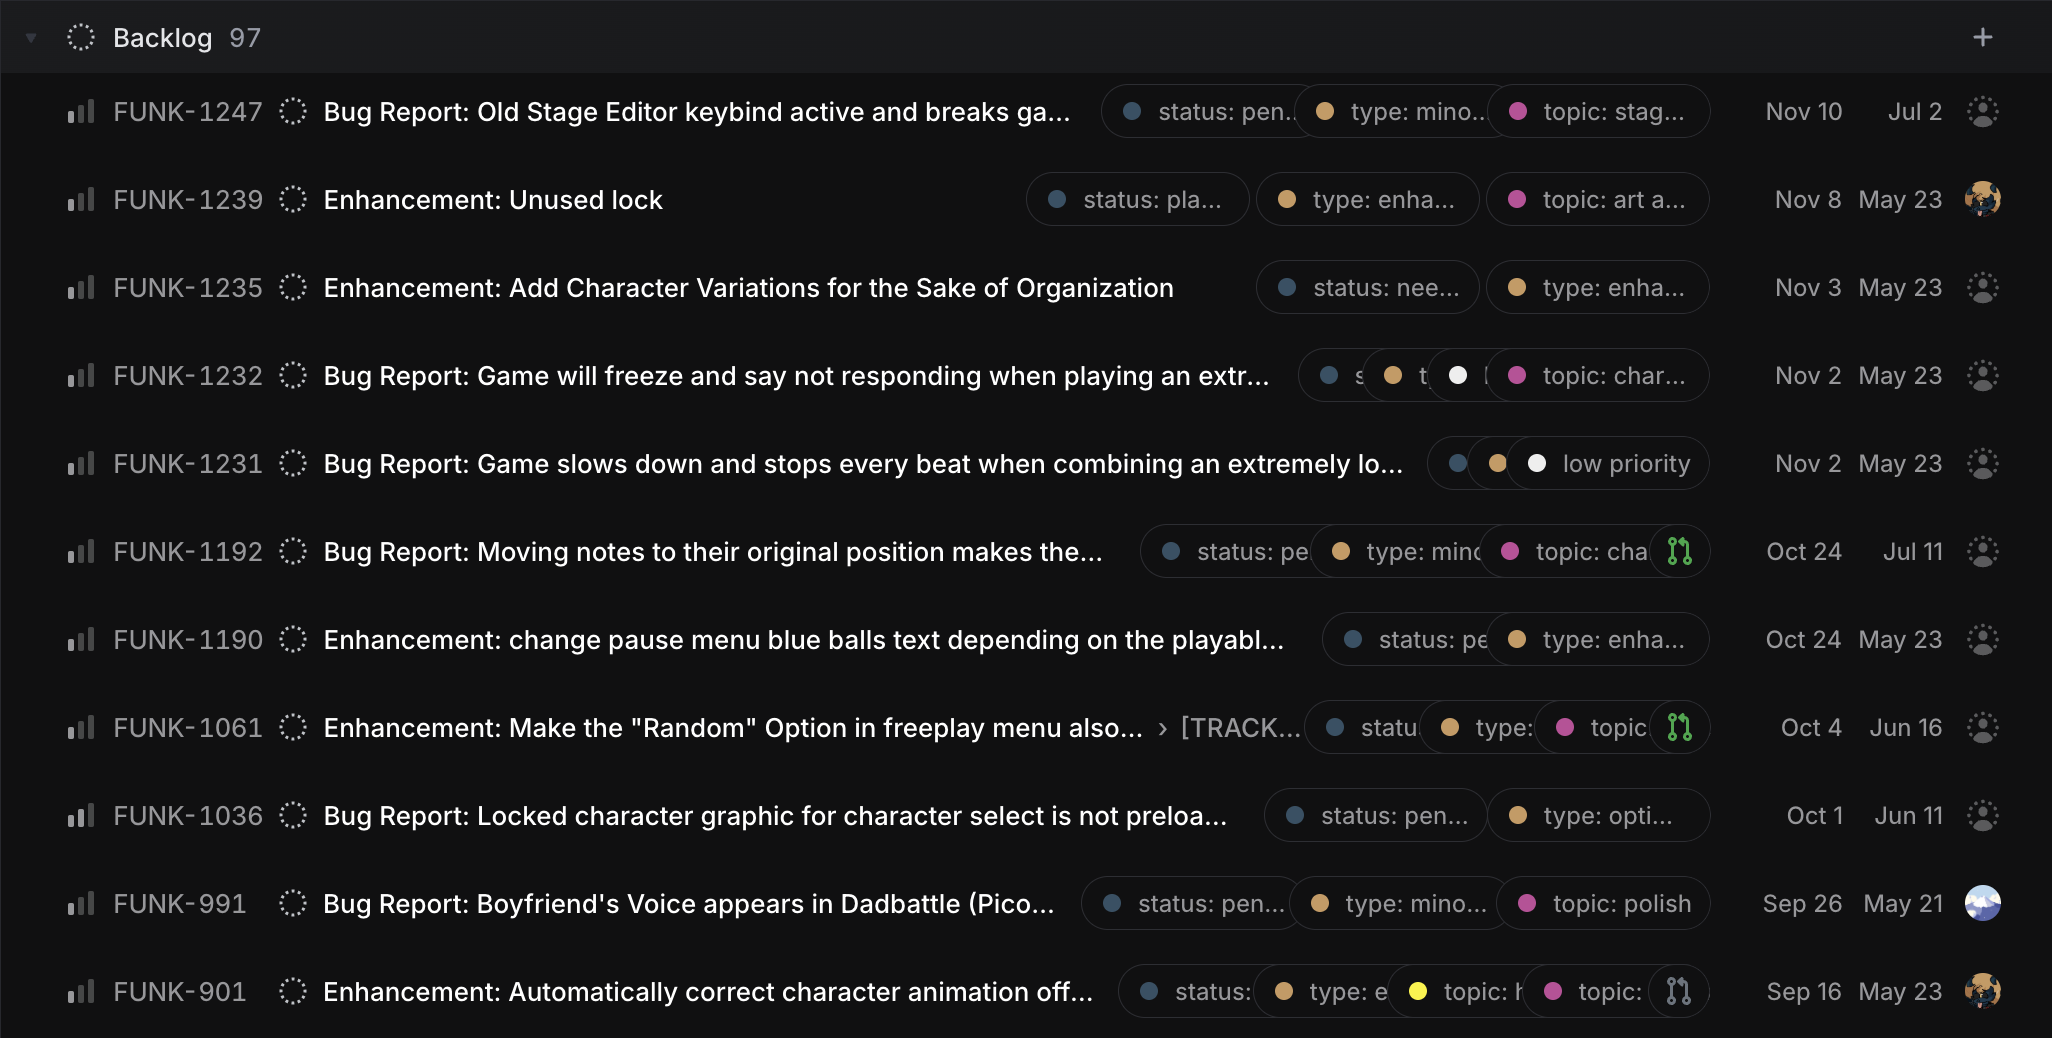 Backlog 97
FUNK-1247 Bug Report: Old Stage Editor keybind active and breaks ga... status: pen... type: mino... topic: stag... Nov 10 Jul 2
FUNK-1239 Enhancement: Unused lock status: pla... type: enha... topic: art a... Nov 8 May 23
FUNK-1235 Enhancement: Add Character Variations for the Sake of Organization status: nee... type: enha... Nov 3 May 23
FUNK-1232 Bug Report: Game will freeze and say not responding when playing an extr... s t topic: char... Nov 2 May 23
FUNK-1231 Bug Report: Game slows down and stops every beat when combining an extremely lo... low priority Nov 2 May 23
FUNK-1192 Bug Report: Moving notes to their original position makes the... status: pe type: mino topic: cha Oct 24 Jul 11
FUNK-1190 Enhancement: change pause menu blue balls text depending on the playabl... status: pe type: enha... Oct 24 May 23
FUNK-1061 Enhancement: Make the "Random" Option in freeplay menu also... › [TRACK... statu type: topic Oct 4 Jun 16
FUNK-1036 Bug Report: Locked character graphic for character select is not preloa... status: pen... type: opti... Oct 1 Jun 11
FUNK-991 Bug Report: Boyfriend's Voice appears in Dadbattle (Pico... status: pen... type: mino... topic: polish Sep 26 May 21
FUNK-901 Enhancement: Automatically correct character animation off... status: type: e topic: topic: Sep 16 May 23